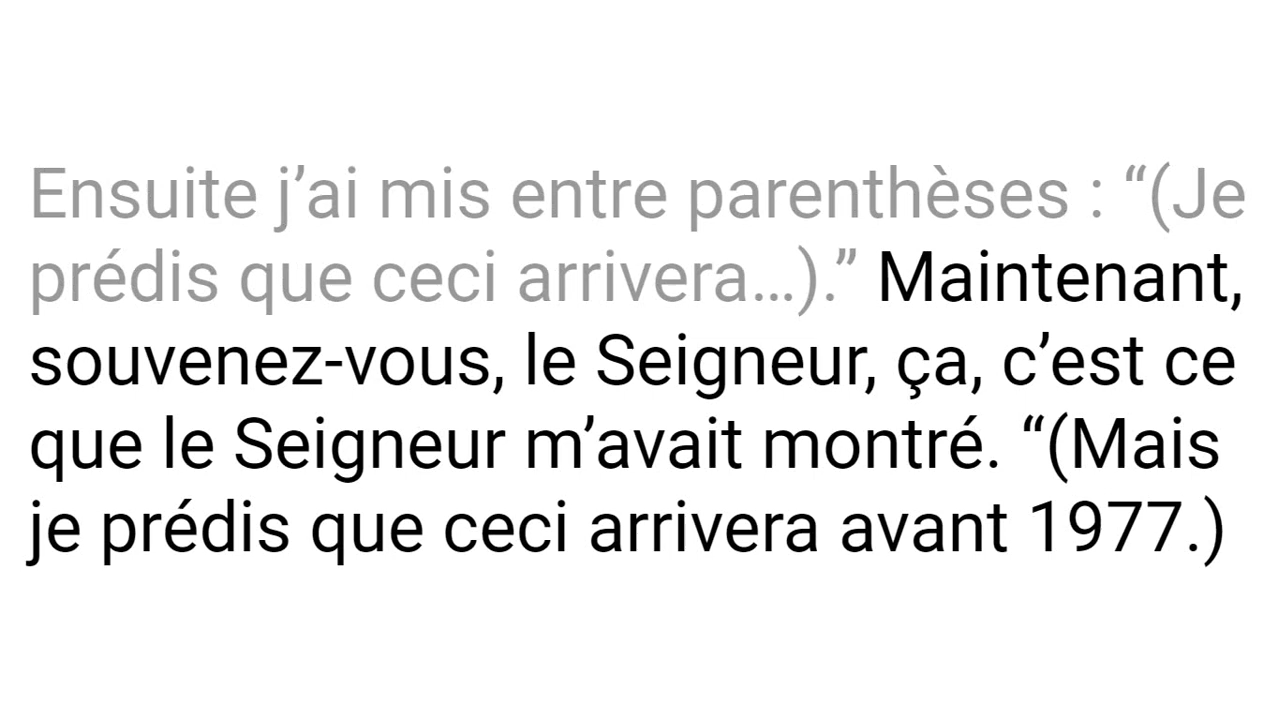 Ensuite j’ai mis entre parenthèses : “(Je
prédis que ceci arrivera…).” Maintenant,
souvenez-vous, le Seigneur, ça, c’est ce
que le Seigneur m’avait montré. “(Mais
je prédis que ceci arrivera avant 1977.)